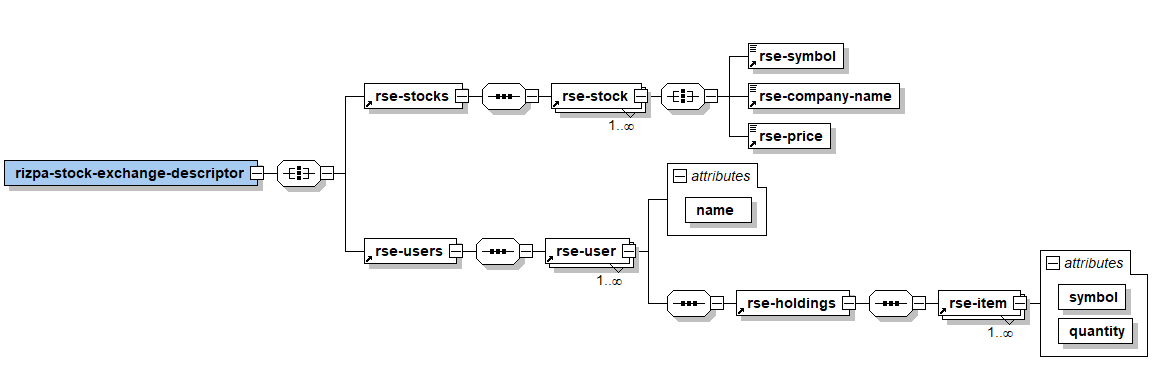 rse-symbol
rse-stocks
rse-stock
rse-company-name
1..∞
rse-price
rizpa-stock-exchange-descriptor
attributes
name
rse-users
rse-user
1..∞
attributes
rse-holdings
rse-item
symbol
1..∞
quantity